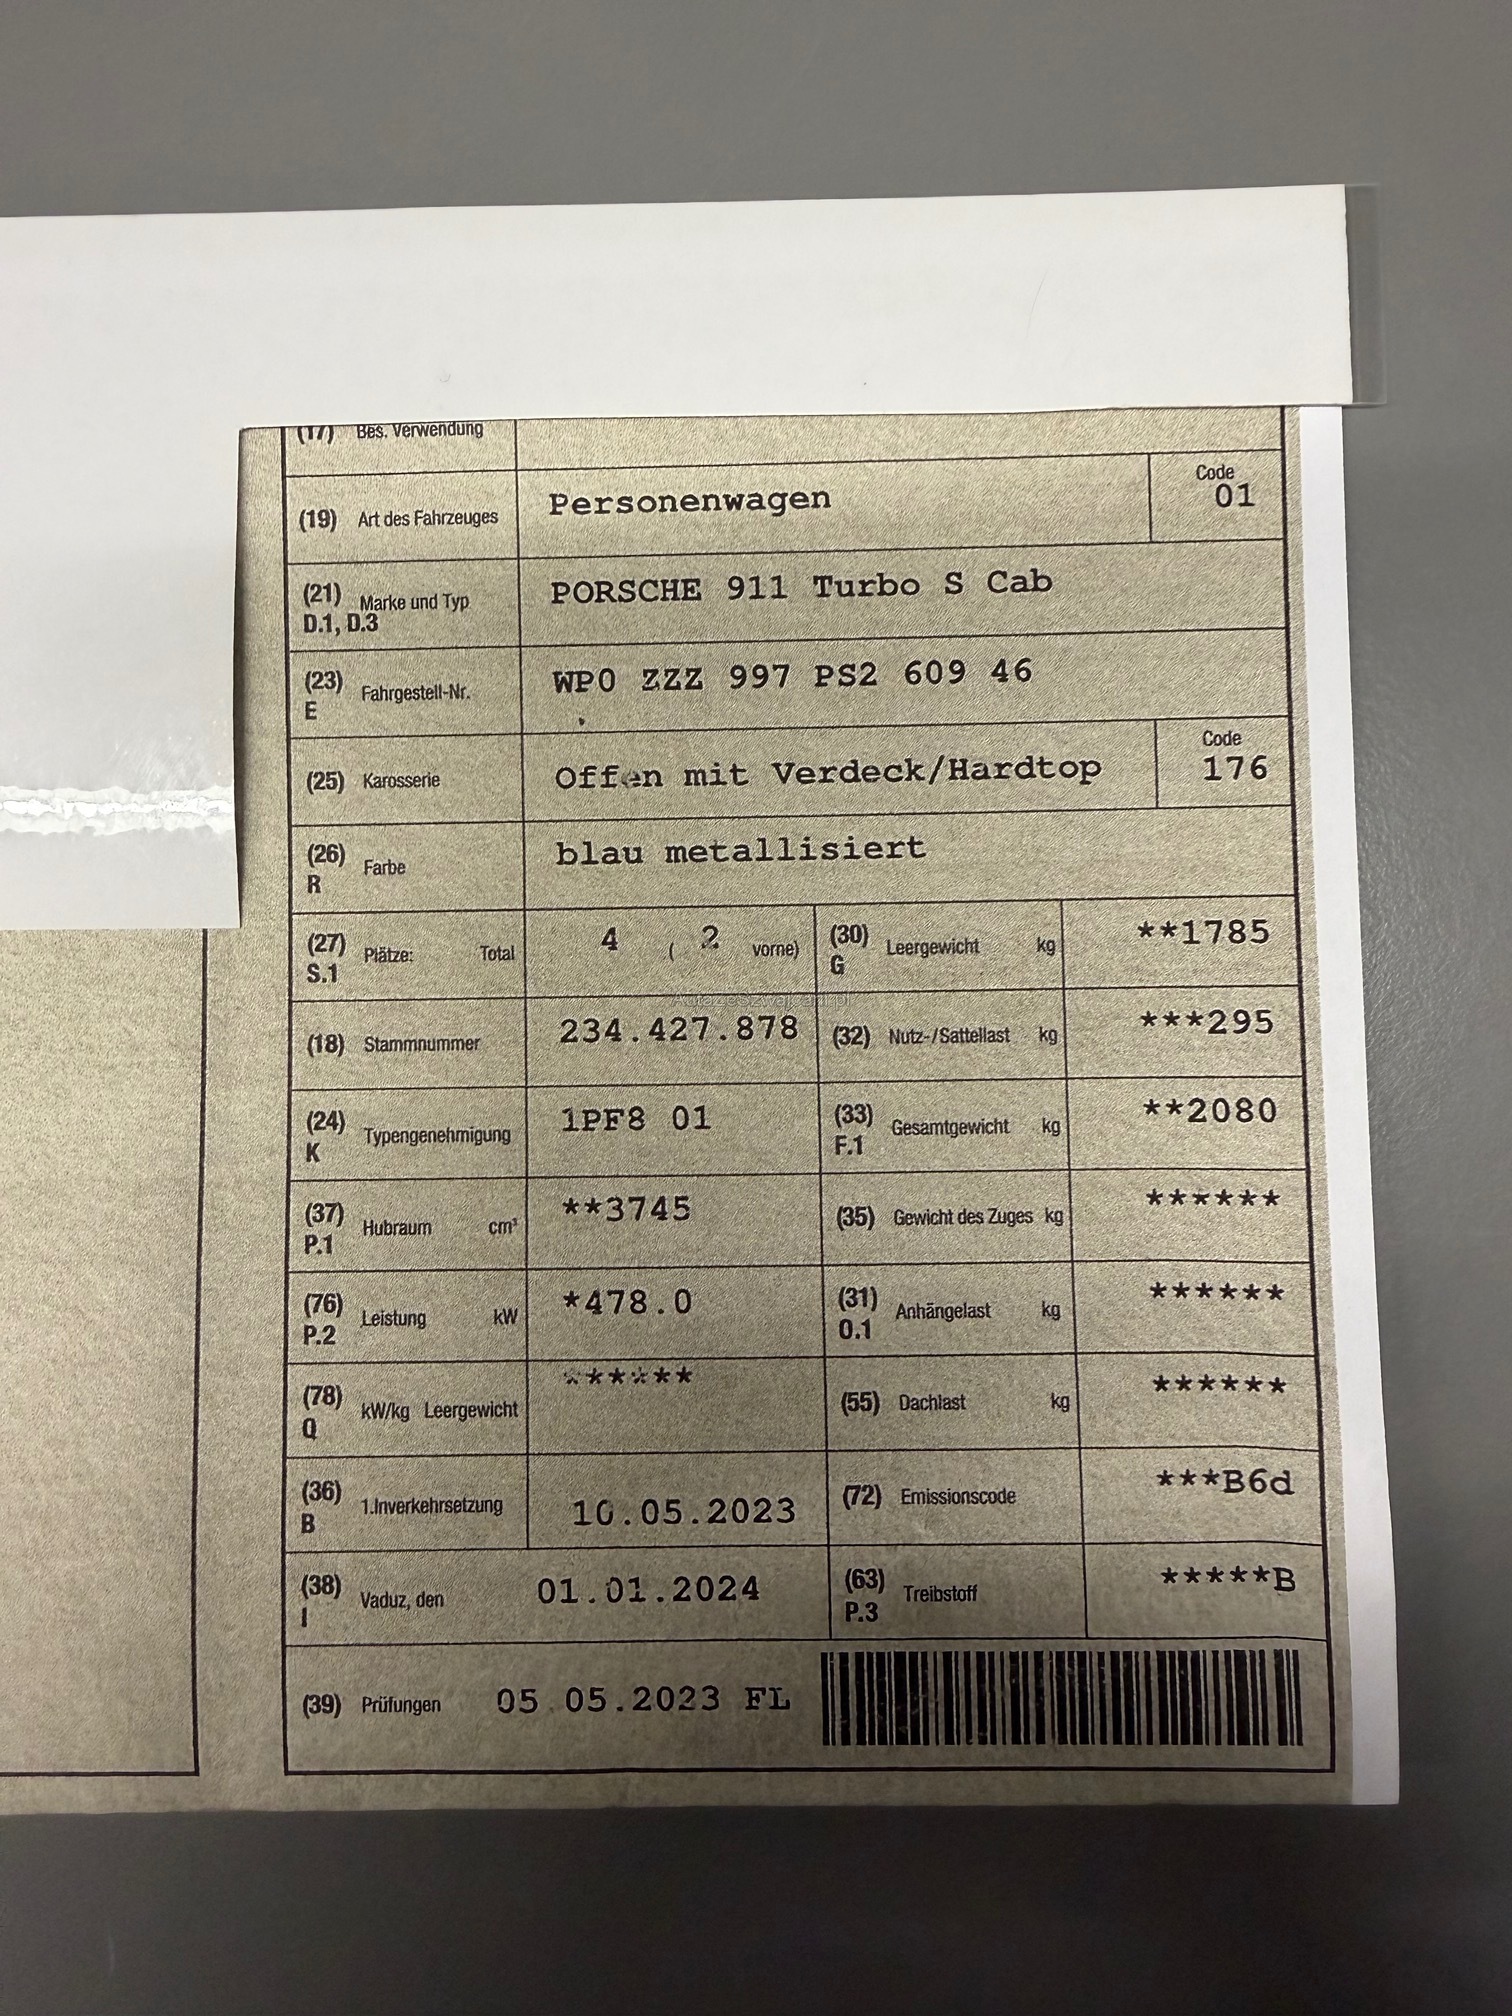 (17) Bes. Verwendung
(19) Art des Fahrzeuges Personenwagen Code 01
(21) D.1, D.3 Marke und Typ PORSCHE 911 Turbo S Cab
(23) E Fahrgestell-Nr. WP0 ZZZ 997 PS2 609 46
(25) Karosserie Offen mit Verdeck/Hardtop Code 176
(26) R Farbe blau metallisiert
(27) S.1 Plätze: Total 4 ( 2 vorne) (30) G Leergewicht kg **1785
(18) Stammnummer 234.427.878 (32) Nutz-/Sattellast kg ***295
(24) K Typengenehmigung 1PF8 01 (33) F.1 Gesamtgewicht kg **2080
(37) P.1 Hubraum cm³ **3745 (35) Gewicht des Zuges kg ******
(76) P.2 Leistung kW *478.0 (31) O.1 Anhängelast kg ******
(78) Q kW/kg Leergewicht ****** (55) Dachlast kg ******
(36) B 1.Inverkehrsetzung 10.05.2023 (72) Emissionscode ***B6d
(38) I Vaduz, den 01.01.2024 (63) P.3 Treibstoff *****B
(39) Prüfungen 05.05.2023 FL